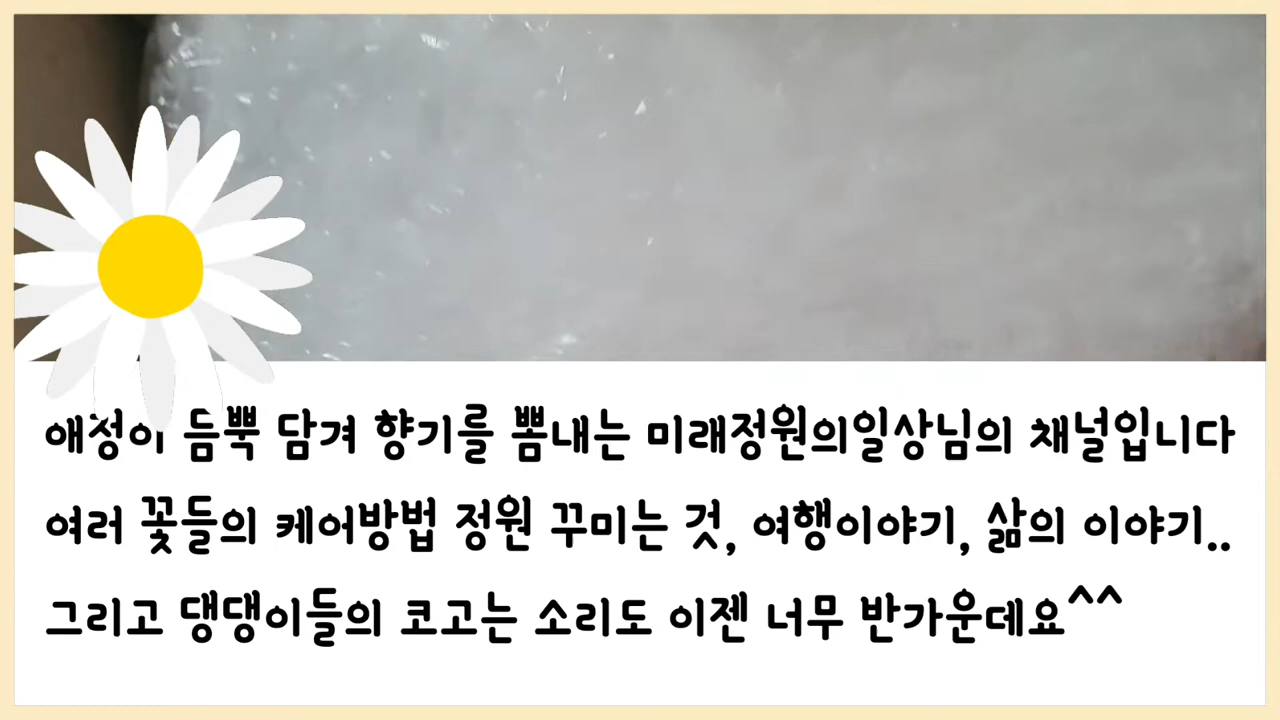 애정이 듬뿍 담겨 향기를 뽐내는 미래정원의일상님의 채널입니다
여러 꽃들의 케어방법 정원 꾸미는 것, 여행이야기, 삶의 이야기..
그리고 댕댕이들의 코고는 소리도 이젠 너무 반가운데요^^